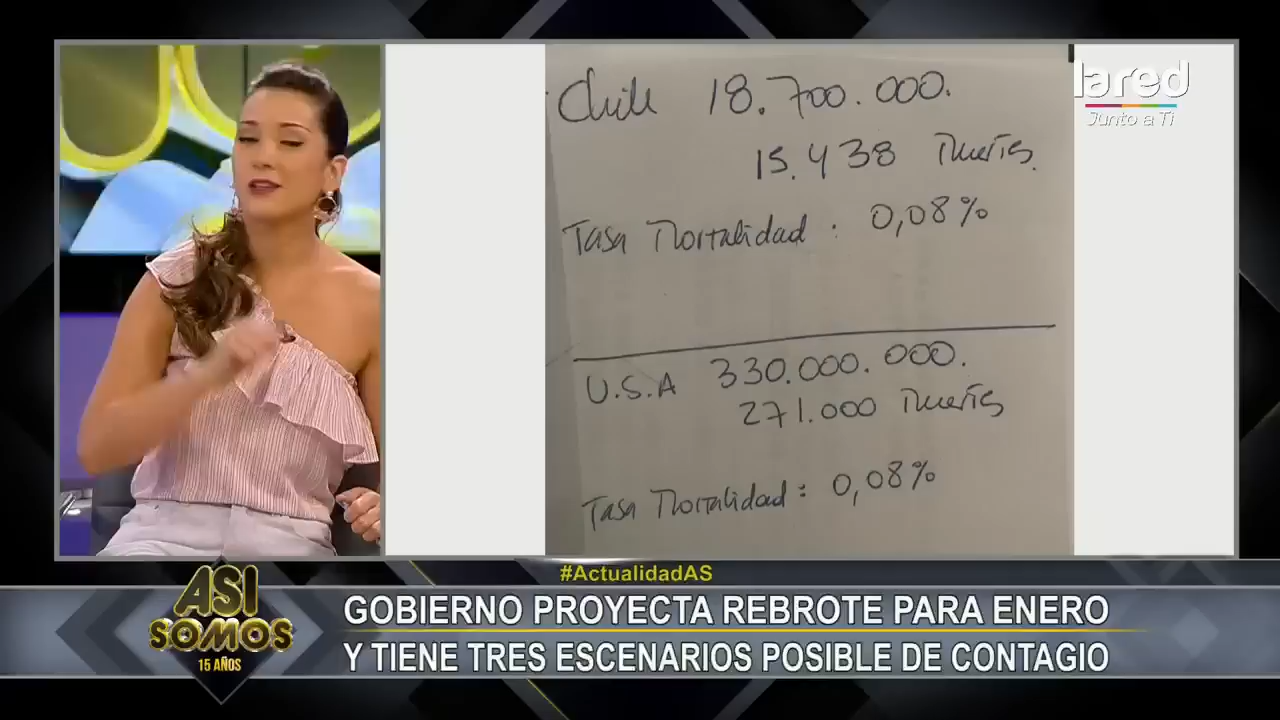 Chile 18.700.000.
15.438 Muertes.
Tasa Mortalidad : 0,08%
U.S.A 330.000.000.
271.000 Muertes
Tasa Mortalidad : 0,08%
lared
Junto a Ti
#ActualidadAS
ASI
SOMOS
15 AÑOS
GOBIERNO PROYECTA REBROTE PARA ENERO
Y TIENE TRES ESCENARIOS POSIBLE DE CONTAGIO